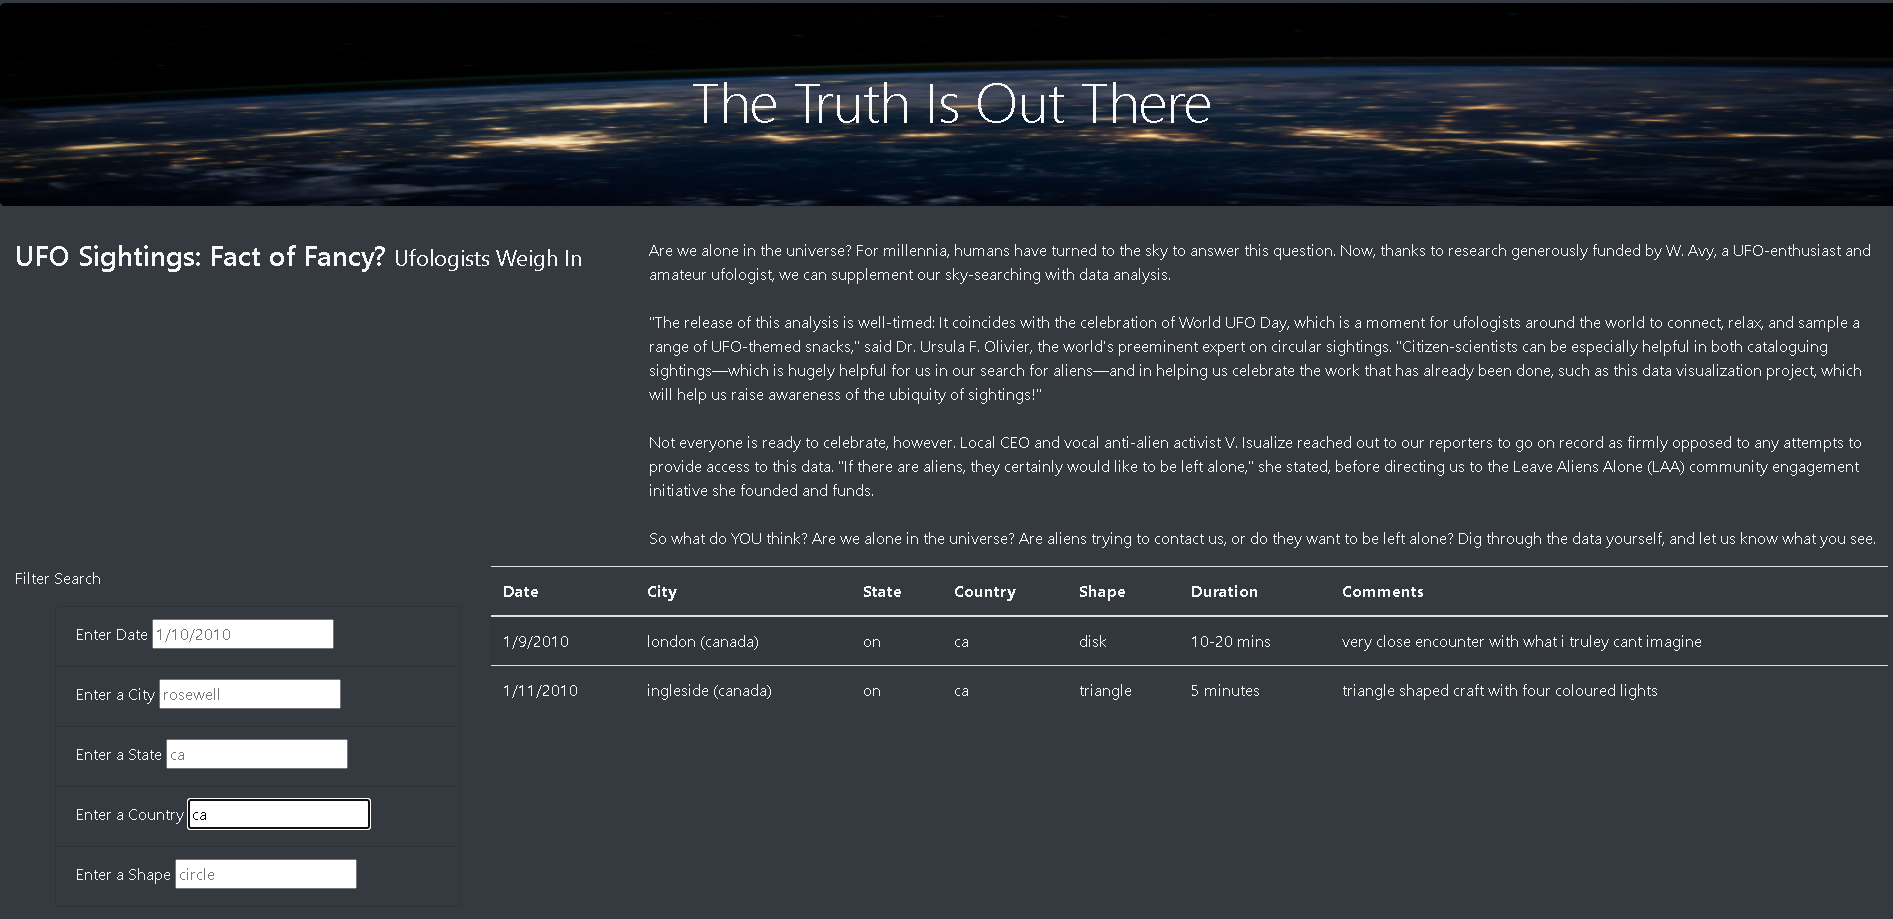 The Truth Is Out There
UFO Sightings: Fact of Fancy? Ufologists Weigh In
Are we alone in the universe? For millennia, humans have turned to the sky to answer this question. Now, thanks to research generously funded by W. Avy, a UFO-enthusiast and
amateur ufologist, we can supplement our sky-searching with data analysis.
"The release of this analysis is well-timed: It coincides with the celebration of World UFO Day, which is a moment for ufologists around the world to connect, relax, and sample a
range of UFO-themed snacks," said Dr. Ursula F. Olivier, the world's preeminent expert on circular sightings. "Citizen-scientists can be especially helpful in both cataloguing
sightings—which is hugely helpful for us in our search for aliens—and in helping us celebrate the work that has already been done, such as this data visualization project, which
will help us raise awareness of the ubiquity of sightings!"
Not everyone is ready to celebrate, however. Local CEO and vocal anti-alien activist V. Isualize reached out to our reporters to go on record as firmly opposed to any attempts to
provide access to this data. "If there are aliens, they certainly would like to be left alone," she stated, before directing us to the Leave Aliens Alone (LAA) community engagement
initiative she founded and funds.
So what do YOU think? Are we alone in the universe? Are aliens trying to contact us, or do they want to be left alone? Dig through the data yourself, and let us know what you see.
Filter Search
Enter Date 1/10/2010
Enter a City rosewell
Enter a State ca
Enter a Country ca
Enter a Shape circle
Date City State Country Shape Duration Comments
1/9/2010 london (canada) on ca disk 10-20 mins very close encounter with what i truley cant imagine
1/11/2010 ingleside (canada) on ca triangle 5 minutes triangle shaped craft with four coloured lights